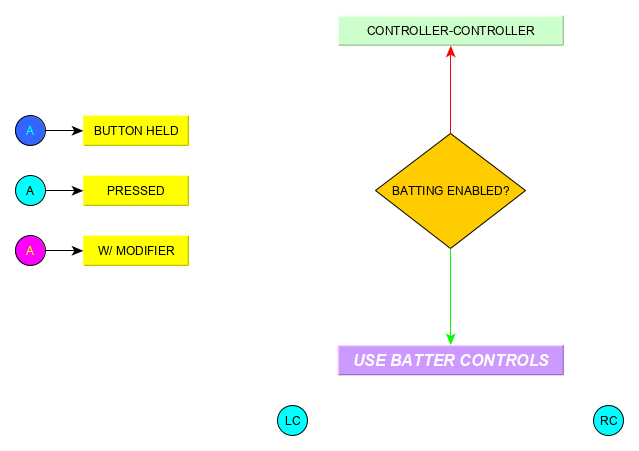 CONTROLLER-CONTROLLER
A BUTTON HELD
A PRESSED
BATTING ENABLED?
A W/ MODIFIER
USE BATTER CONTROLS
LC
RC